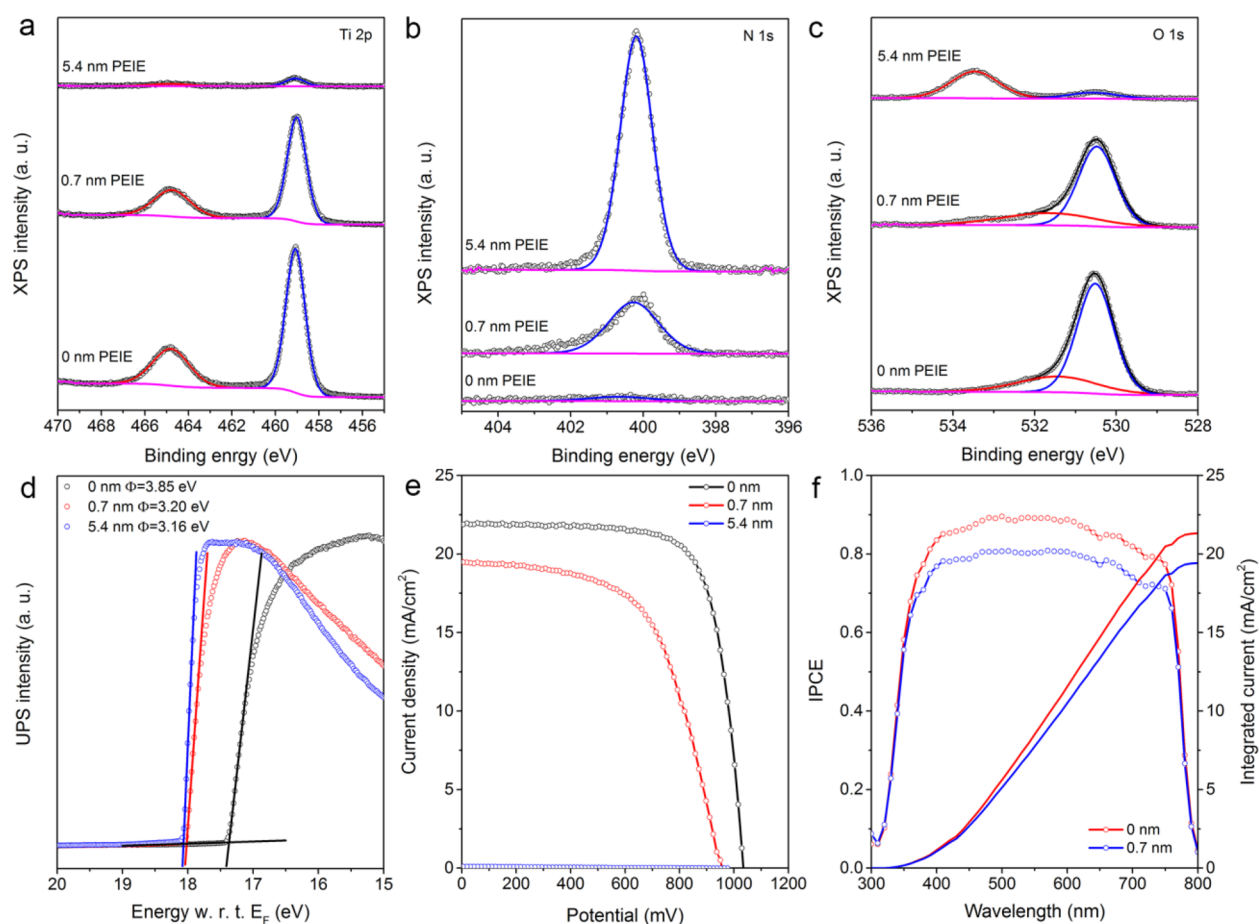 a
Ti 2p
5.4 nm PEIE
0.7 nm PEIE
0 nm PEIE
XPS intensity (a. u.)
470 468 466 464 462 460 458 456
Binding enrgy (eV)
b
N 1s
5.4 nm PEIE
0.7 nm PEIE
0 nm PEIE
XPS intensity (a. u.)
404 402 400 398 396
Binding energy (eV)
c
O 1s
5.4 nm PEIE
0.7 nm PEIE
0 nm PEIE
XPS intensity (a. u.)
536 534 532 530 528
Binding energy (eV)
d
0 nm Φ=3.85 eV
0.7 nm Φ=3.20 eV
5.4 nm Φ=3.16 eV
UPS intensity (a. u.)
20 19 18 17 16 15
Energy w. r. t. E_F (eV)
e
0 nm
0.7 nm
5.4 nm
25
20
15
10
5
0
Current density (mA/cm²)
0 200 400 600 800 1000 1200
Potential (mV)
f
1.0
0.8
0.6
0.4
0.2
0.0
IPCE
25
20
15
10
5
0
Integrated current (mA/cm²)
0 nm
0.7 nm
300 400 500 600 700 800
Wavelength (nm)